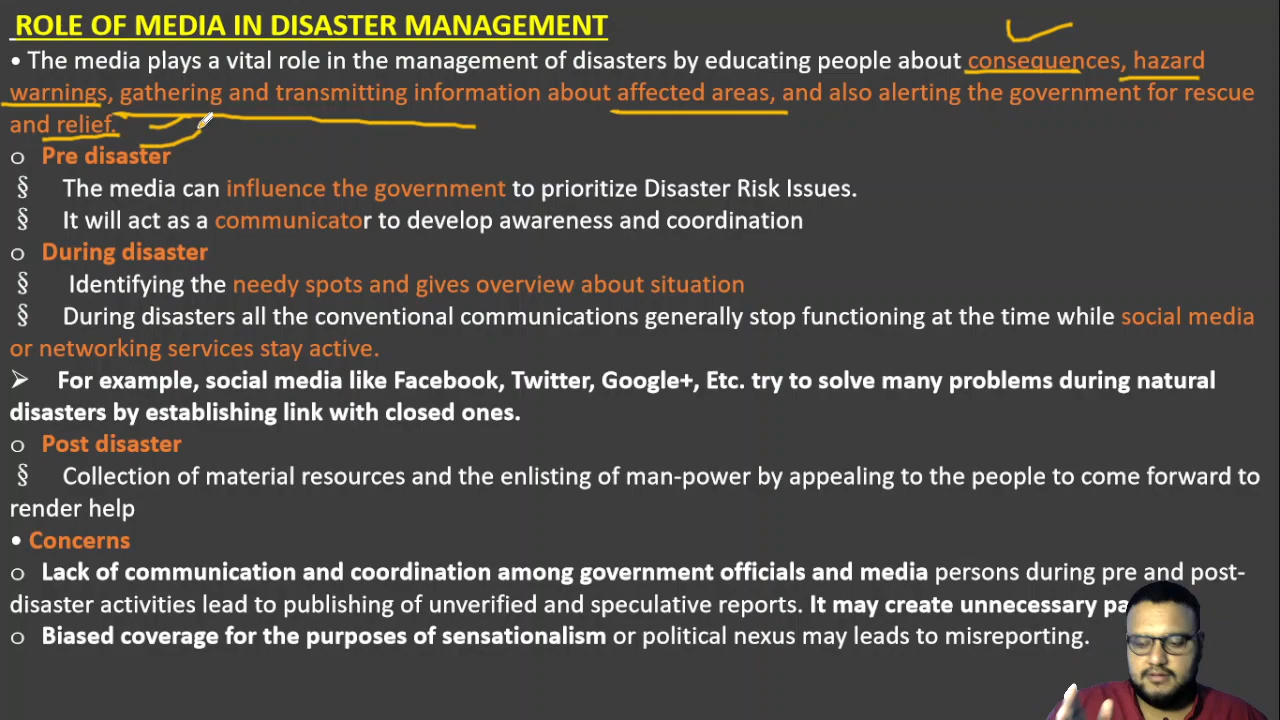 ROLE OF MEDIA IN DISASTER MANAGEMENT
• The media plays a vital role in the management of disasters by educating people about consequences, hazard
warnings, gathering and transmitting information about affected areas, and also alerting the government for rescue
and relief.
o Pre disaster
§ The media can influence the government to prioritize Disaster Risk Issues.
§ It will act as a communicator to develop awareness and coordination
o During disaster
§ Identifying the needy spots and gives overview about situation
§ During disasters all the conventional communications generally stop functioning at the time while social media
or networking services stay active.
➢ For example, social media like Facebook, Twitter, Google+, Etc. try to solve many problems during natural
disasters by establishing link with closed ones.
o Post disaster
§ Collection of material resources and the enlisting of man-power by appealing to the people to come forward to
render help
• Concerns
o Lack of communication and coordination among government officials and media persons during pre and post-
disaster activities lead to publishing of unverified and speculative reports. It may create unnecessary
o Biased coverage for the purposes of sensationalism or political nexus may leads to misreporting.